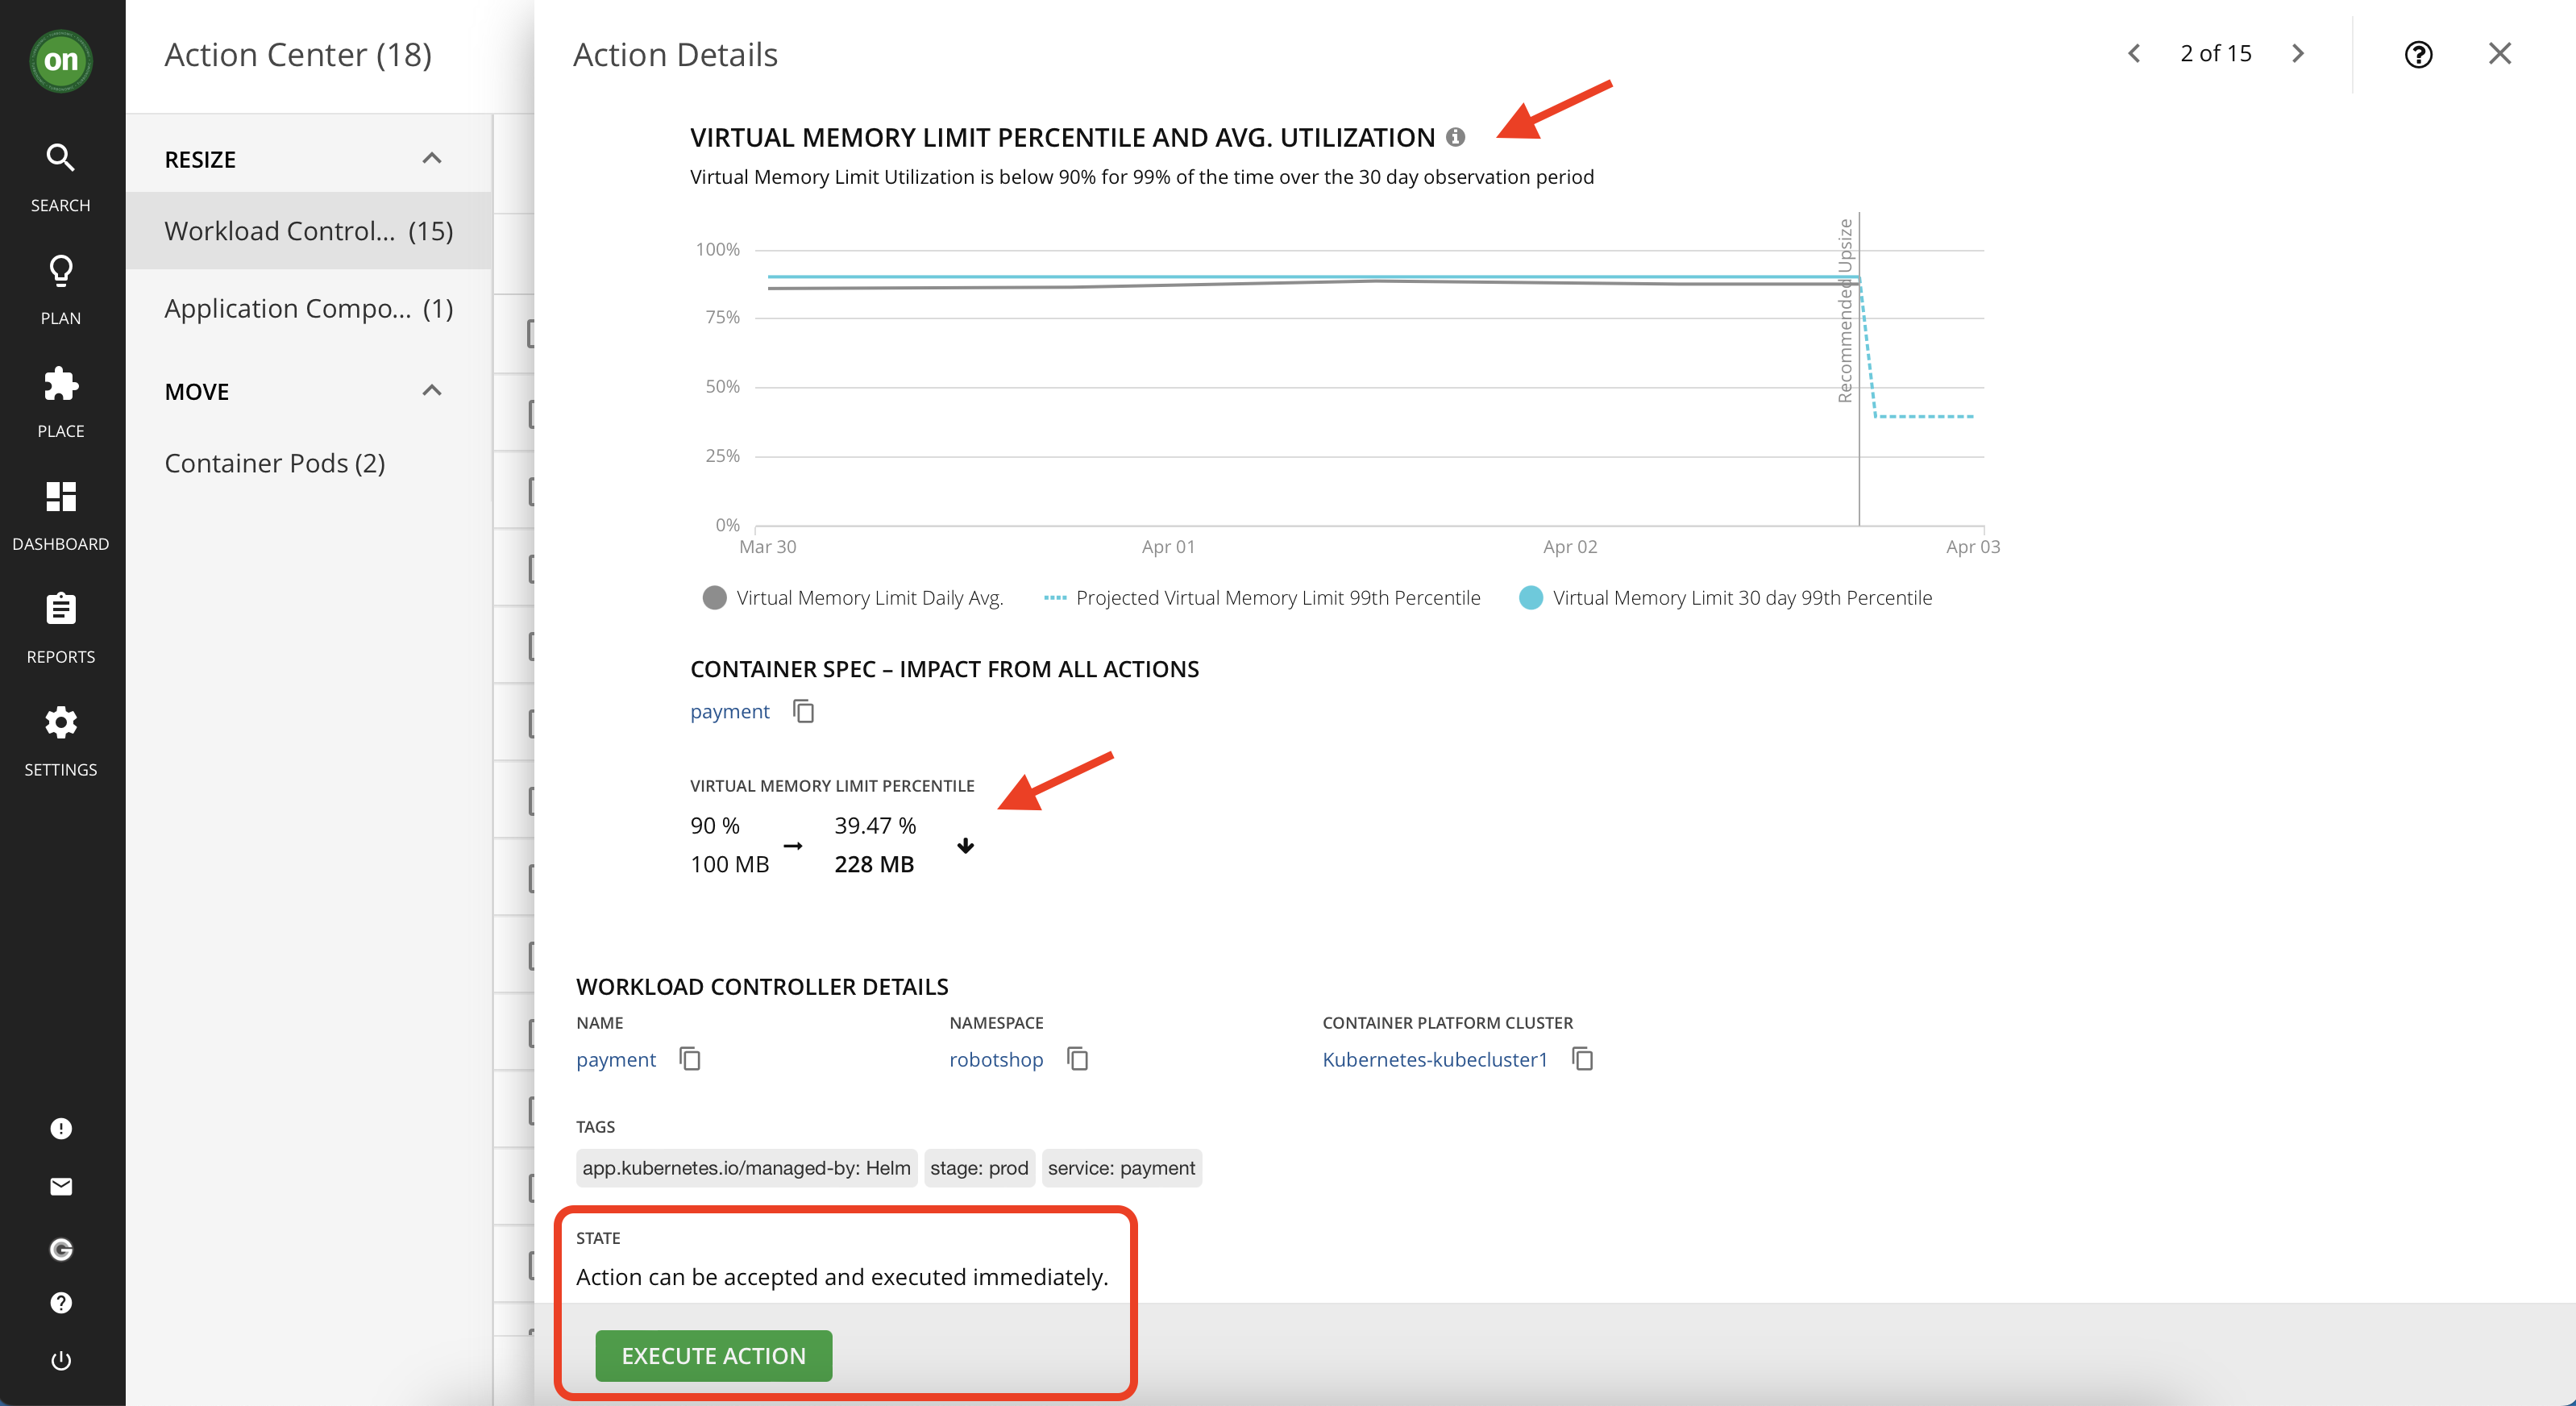 on
SEARCH
PLAN
PLACE
DASHBOARD
REPORTS
SETTINGS
Action Center (18)
RESIZE
Workload Control... (15)
Application Compo... (1)
MOVE
Container Pods (2)
Action Details
2 of 15
VIRTUAL MEMORY LIMIT PERCENTILE AND AVG. UTILIZATION
Virtual Memory Limit Utilization is below 90% for 99% of the time over the 30 day observation period
100%
75%
50%
25%
0%
Recommended Upsize
Mar 30 Apr 01 Apr 02 Apr 03
Virtual Memory Limit Daily Avg. Projected Virtual Memory Limit 99th Percentile Virtual Memory Limit 30 day 99th Percentile
CONTAINER SPEC – IMPACT FROM ALL ACTIONS
payment
VIRTUAL MEMORY LIMIT PERCENTILE
90 % 39.47 %
100 MB 228 MB
WORKLOAD CONTROLLER DETAILS
NAME NAMESPACE CONTAINER PLATFORM CLUSTER
payment robotshop Kubernetes-kubecluster1
TAGS
app.kubernetes.io/managed-by: Helm stage: prod service: payment
STATE
Action can be accepted and executed immediately.
EXECUTE ACTION